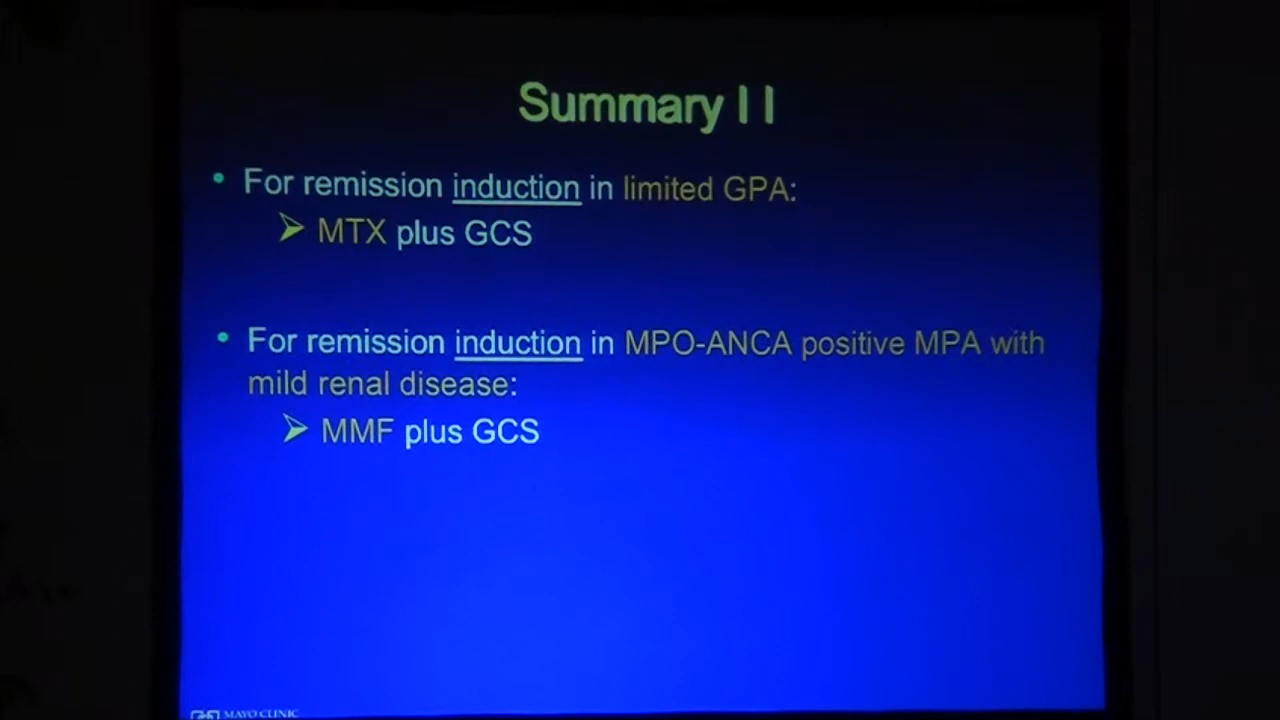 Summary I I
• For remission induction in limited GPA:
➢ MTX plus GCS
• For remission induction in MPO-ANCA positive MPA with
mild renal disease:
➢ MMF plus GCS
MAYO CLINIC